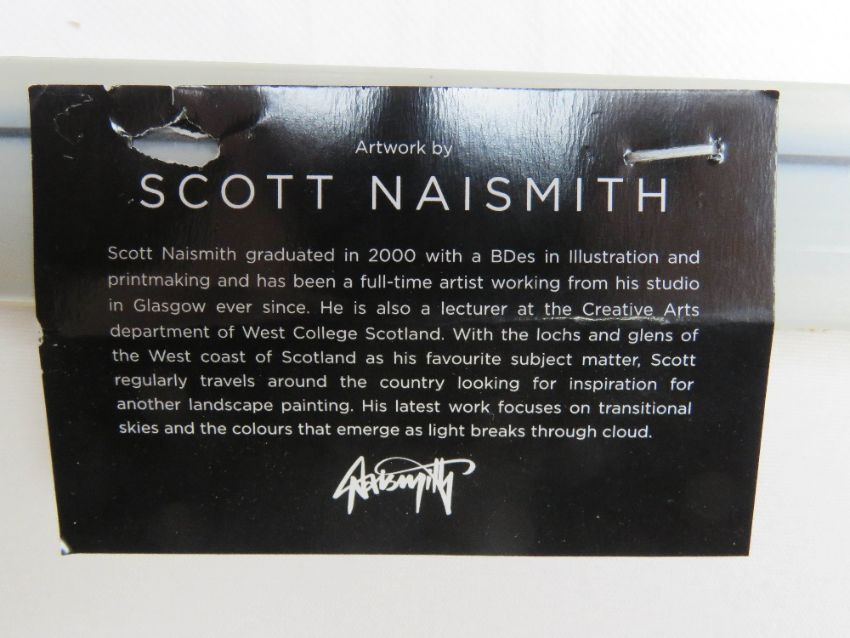 Artwork by
SCOTT NAISMITH
Scott Naismith graduated in 2000 with a BDes in Illustration and
printmaking and has been a full-time artist working from his studio
in Glasgow ever since. He is also a lecturer at the Creative Arts
department of West College Scotland. With the lochs and glens of
the West coast of Scotland as his favourite subject matter, Scott
regularly travels around the country looking for inspiration for
another landscape painting. His latest work focuses on transitional
skies and the colours that emerge as light breaks through cloud.
Naismith